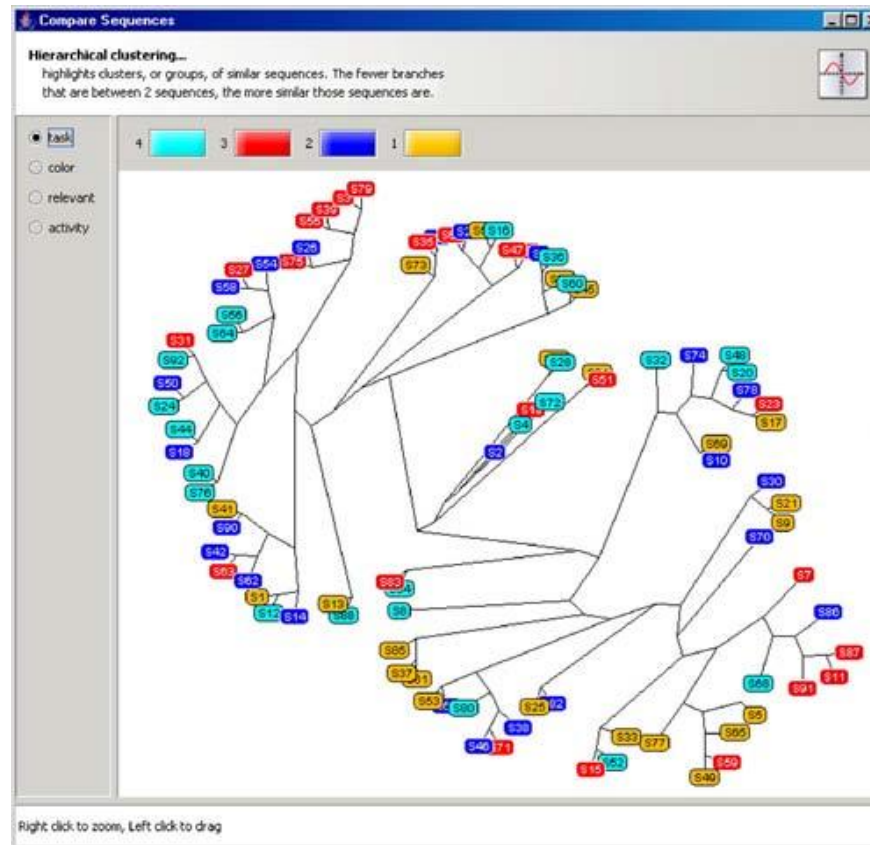 Compare Sequences
Hierarchical clustering...
highlights clusters, or groups, of similar sequences. The fewer branches
that are between 2 sequences, the more similar those sequences are.
task
color
relevant
activity
4 3 2 1
S79
S39
S55
S26
S75
S54
S27
S58
S56
S64
S31
S92
S50
S24
S44
S18
S40
S76
S41
S90
S42
S63
S62
S1
S12
S14
S13
S88
S73
S35
S16
S47
S36
S60
S28
S51
S72
S4
S2
S32
S74
S48
S20
S78
S23
S17
S69
S10
S30
S21
S9
S70
S83
S8
S7
S86
S87
S11
S91
S68
S85
S37
S53
S80
S38
S46
S71
S25
S33
S77
S15
S52
S5
S65
S59
S49
Right click to zoom, Left click to drag